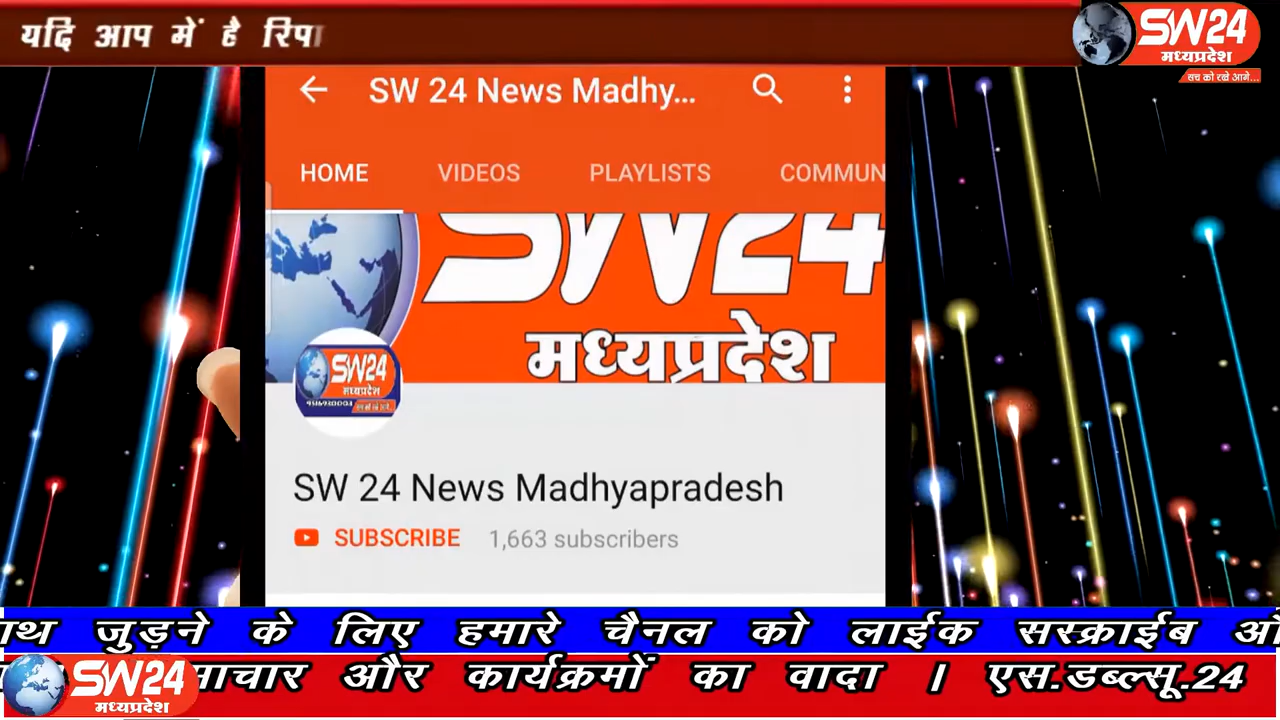 यदि आप में है रिपा
SW24
मध्यप्रदेश
सच को रखे आगे...
SW 24 News Madhy...
HOME VIDEOS PLAYLISTS COMMUN
SW24
मध्यप्रदेश
SW24
मध्यप्रदेश
SW 24 News Madhyapradesh
SUBSCRIBE 1,663 subscribers
ाथ जुड़ने के लिए हमारे चैनल को लाईक सस्क्राईब औ
माचार और कार्यक्रमों का वादा । एस.डब्ल्सू.24
SW24
मध्यप्रदेश